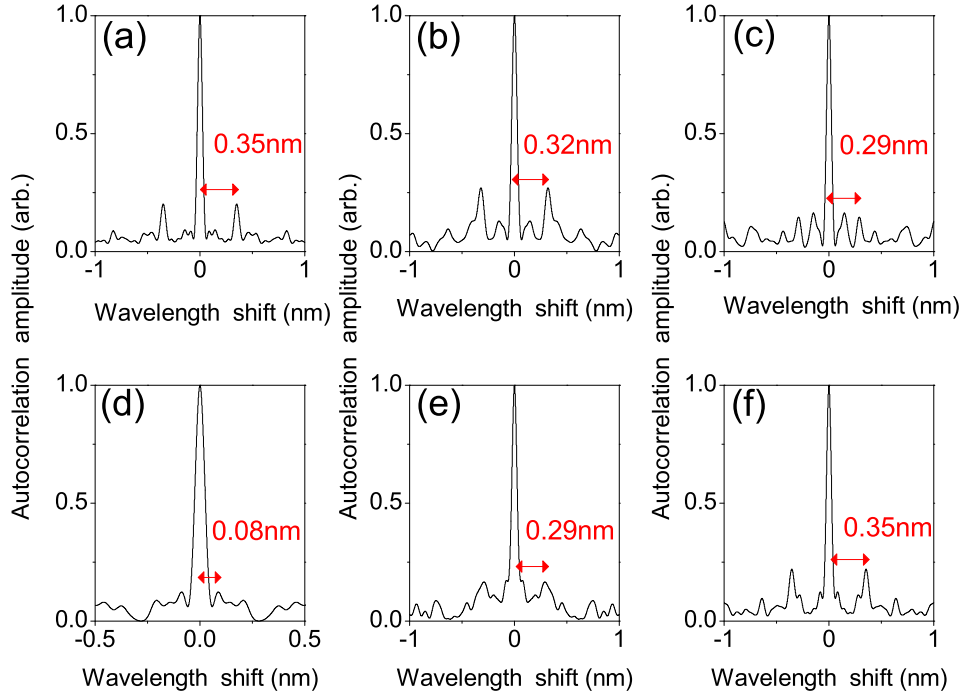 (a)
0.35nm
1.0
0.5
0.0
-1
0
1
Wavelength shift (nm)
Autocorrelation amplitude (arb.)
(b)
0.32nm
1.0
0.5
0.0
-1
0
1
Wavelength shift (nm)
Autocorrelation amplitude (arb.)
(c)
0.29nm
1.0
0.5
0.0
-1
0
1
Wavelength shift (nm)
Autocorrelation amplitude (arb.)
(d)
0.08nm
1.0
0.5
0.0
-0.5
0.0
0.5
Wavelength shift (nm)
(e)
0.29nm
1.0
0.5
0.0
-1
0
1
Wavelength shift (nm)
(f)
0.35nm
1.0
0.5
0.0
-1
0
1
Wavelength shift (nm)